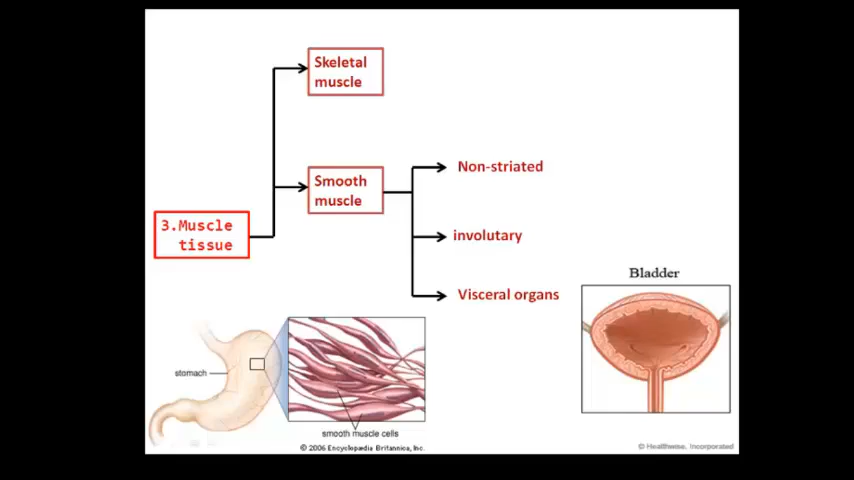 Skeletal
muscle
Non-striated
Smooth
muscle
3.Muscle
tissue
involutary
Visceral organs
Bladder
stomach
smooth muscle cells
© 2006 Encyclopædia Britannica, Inc.
© Healthwise, Incorporated